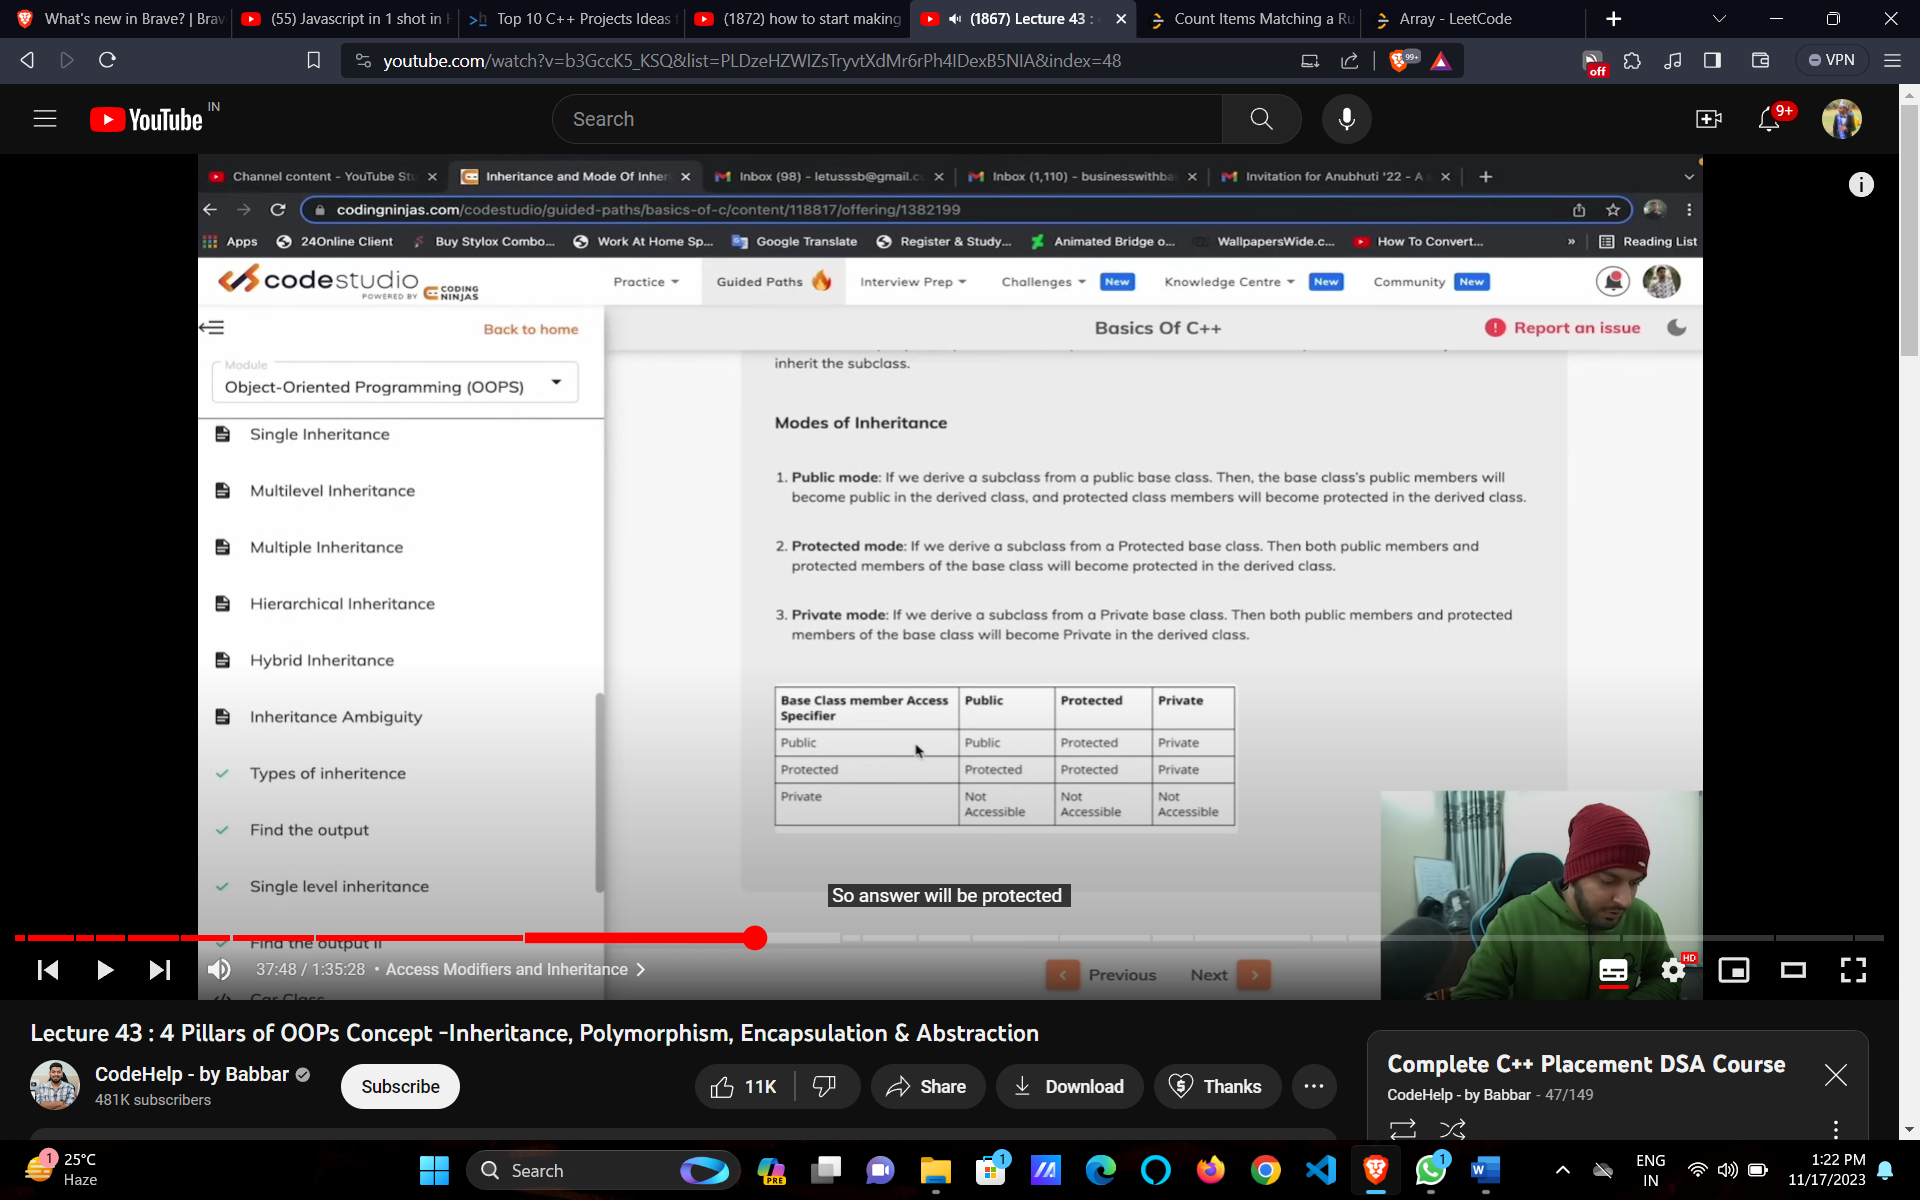 What's new in Brave? | Brav
(55) Javascript in 1 shot in H
Top 10 C++ Projects Ideas f
(1872) how to start making
(1867) Lecture 43 :
Count Items Matching a Ru
Array - LeetCode
youtube.com/watch?v=b3GccK5_KSQ&list=PLDzeHZWIZsTryvtXdMr6rPh4IDexB5NIA&index=48
99+
off
VPN
YouTube IN
Search
9+
Channel content - YouTube Stu
Inheritance and Mode Of Inher
Inbox (98) - letusssb@gmail.c
Inbox (1,110) - businesswithba
Invitation for Anubhuti '22 - A
codingninjas.com/codestudio/guided-paths/basics-of-c/content/118817/offering/1382199
Apps
24Online Client
Buy Stylox Combo...
Work At Home Sp...
Google Translate
Register & Study...
Animated Bridge o...
WallpapersWide.c...
How To Convert...
»
Reading List
codestudio
POWERED BY CODING NINJAS
Practice
Guided Paths
Interview Prep
Challenges New
Knowledge Centre New
Community New
Back to home
Basics Of C++
Report an issue
Module
Object-Oriented Programming (OOPS)
Single Inheritance
Multilevel Inheritance
Multiple Inheritance
Hierarchical Inheritance
Hybrid Inheritance
Inheritance Ambiguity
Types of inheritence
Find the output
Single level inheritance
Find the output II
Car Class
inherit the subclass.
Modes of Inheritance
1. Public mode: If we derive a subclass from a public base class. Then, the base class's public members will
become public in the derived class, and protected class members will become protected in the derived class.
2. Protected mode: If we derive a subclass from a Protected base class. Then both public members and
protected members of the base class will become protected in the derived class.
3. Private mode: If we derive a subclass from a Private base class. Then both public members and protected
members of the base class will become Private in the derived class.
Base Class member Access Specifier Public Protected Private
Public Public Protected Private
Protected Protected Protected Private
Private Not Accessible Not Accessible Not Accessible
So answer will be protected
37:48 / 1:35:28 • Access Modifiers and Inheritance
Previous
Next
HD
Lecture 43 : 4 Pillars of OOPs Concept -Inheritance, Polymorphism, Encapsulation & Abstraction
CodeHelp - by Babbar
481K subscribers
Subscribe
11K
Share
Download
Thanks
Complete C++ Placement DSA Course
CodeHelp - by Babbar - 47/149
1
25°C
Haze
Search
PRE
1
1
ENG
IN
1:22 PM
11/17/2023